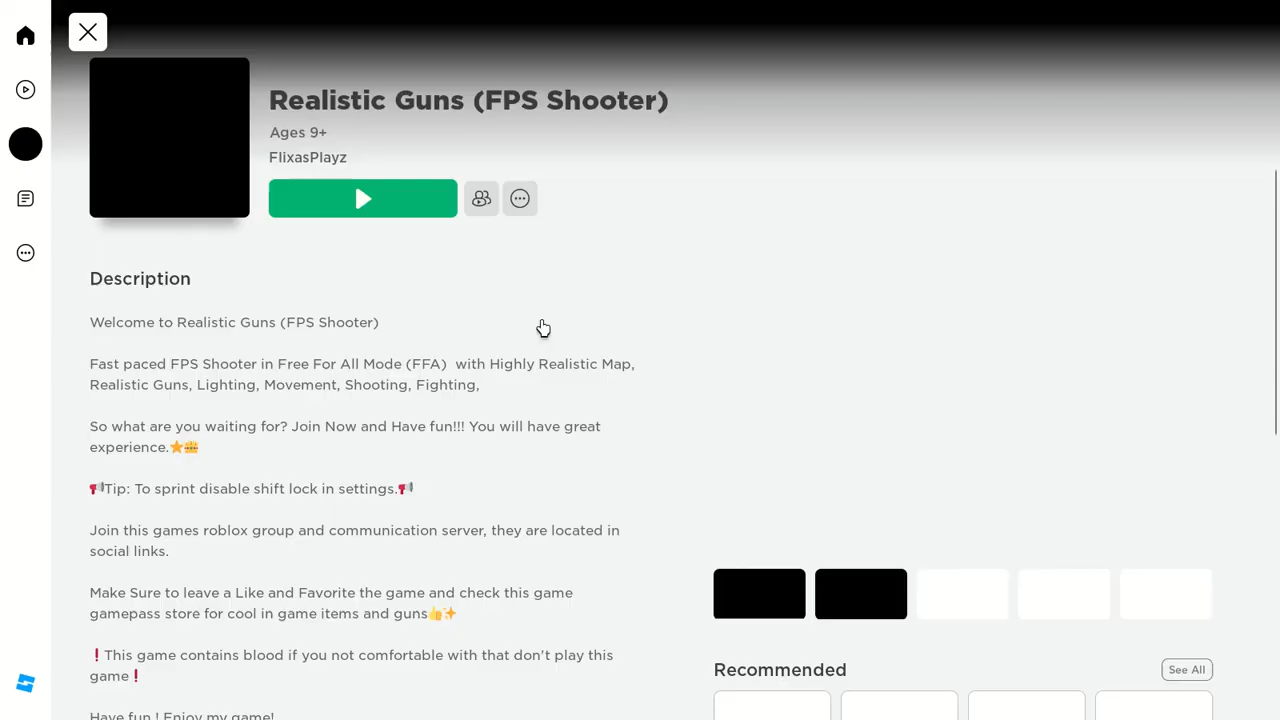 Realistic Guns (FPS Shooter)
Ages 9+
FlixasPlayz
Description
Welcome to Realistic Guns (FPS Shooter)
Fast paced FPS Shooter in Free For All Mode (FFA)  with Highly Realistic Map,
Realistic Guns, Lighting, Movement, Shooting, Fighting,
So what are you waiting for? Join Now and Have fun!!! You will have great
experience.⭐👑
📢Tip: To sprint disable shift lock in settings.📢
Join this games roblox group and communication server, they are located in
social links.
Make Sure to leave a Like and Favorite the game and check this game
gamepass store for cool in game items and guns👍✨
❗This game contains blood if you not comfortable with that don't play this
game❗
Have fun ! Enjoy my game!
Recommended
See All